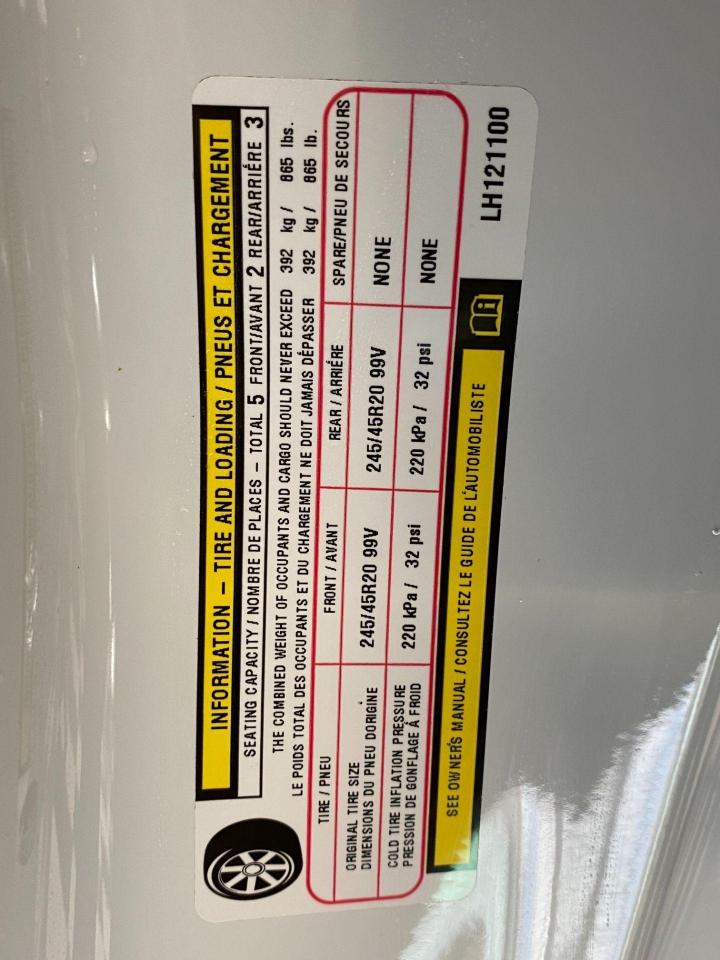 INFORMATION – TIRE AND LOADING / PNEUS ET CHARGEMENT
SEATING CAPACITY / NOMBRE DE PLACES – TOTAL 5 FRONT/AVANT 2 REAR/ARRIÉRE 3
THE COMBINED WEIGHT OF OCCUPANTS AND CARGO SHOULD NEVER EXCEED 392 kg / 865 lbs.
LE POIDS TOTAL DES OCCUPANTS ET DU CHARGEMENT NE DOIT JAMAIS DÉPASSER 392 kg / 865 lb.
TIRE / PNEU FRONT / AVANT REAR / ARRIÉRE SPARE/PNEU DE SECOURS
ORIGINAL TIRE SIZE
DIMENSIONS DU PNEU D'ORIGINE 245/45R20 99V 245/45R20 99V NONE
COLD TIRE INFLATION PRESSURE
PRESSION DE GONFLAGE À FROID 220 kPa / 32 psi 220 kPa / 32 psi NONE
SEE OWNER'S MANUAL / CONSULTEZ LE GUIDE DE L'AUTOMOBILISTE
LH121100